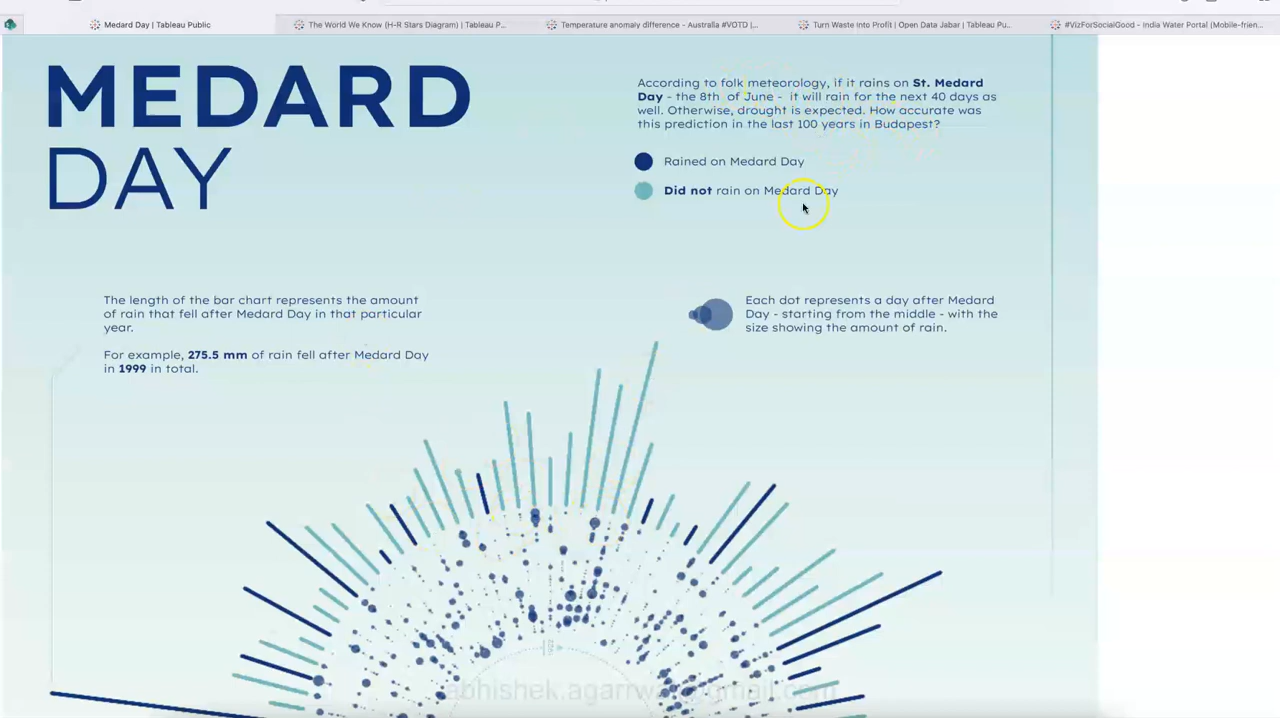 Medard Day | Tableau Public
The World We Know (H-R Stars Diagram) | Tableau P...
Temperature anomaly difference - Australia #VOTD |...
Turn Waste Into Profit | Open Data Jabar | Tableau Pu...
#VizForSocialGood - India Water Portal (Mobile-frien...
MEDARD
DAY
According to folk meteorology, if it rains on St. Medard
Day - the 8th of June - it will rain for the next 40 days as
well. Otherwise, drought is expected. How accurate was
this prediction in the last 100 years in Budapest?
Rained on Medard Day
Did not rain on Medard Day
The length of the bar chart represents the amount
of rain that fell after Medard Day in that particular
year.
For example, 275.5 mm of rain fell after Medard Day
in 1999 in total.
Each dot represents a day after Medard
Day - starting from the middle - with the
size showing the amount of rain.